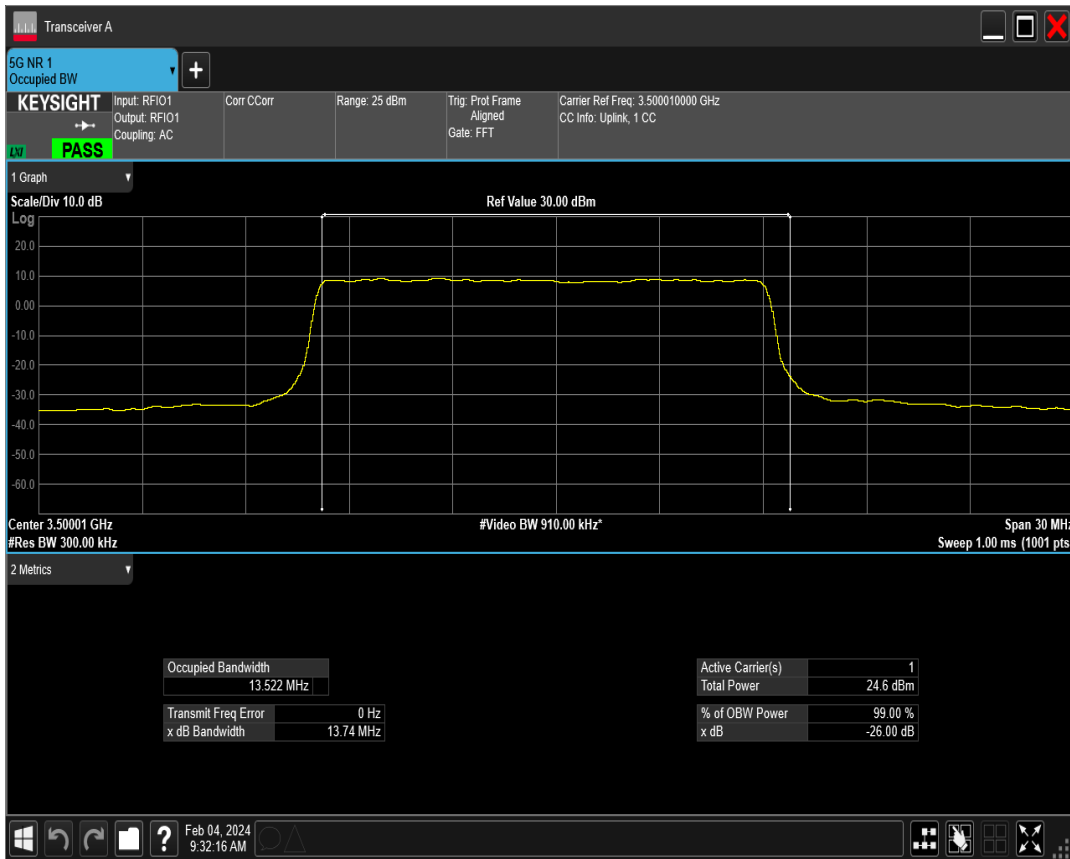 Transceiver A
5G NR 1
Occupied BW
KEYSIGHT
LXI
PASS
Input: RFIO1
Output: RFIO1
Coupling: AC
Corr CCorr
Range: 25 dBm
Trig: Prot Frame
Aligned
Gate: FFT
Carrier Ref Freq: 3.500010000 GHz
CC Info: Uplink, 1 CC
1 Graph
Scale/Div 10.0 dB
Ref Value 30.00 dBm
Log
20.0
10.0
0.00
-10.0
-20.0
-30.0
-40.0
-50.0
-60.0
Center 3.50001 GHz
#Video BW 910.00 kHz*
Span 30 MHz
#Res BW 300.00 kHz
Sweep 1.00 ms (1001 pts
2 Metrics
Occupied Bandwidth
13.522 MHz
Transmit Freq Error 0 Hz
x dB Bandwidth 13.74 MHz
Active Carrier(s) 1
Total Power 24.6 dBm
% of OBW Power 99.00 %
x dB -26.00 dB
?
Feb 04, 2024
9:32:16 AM